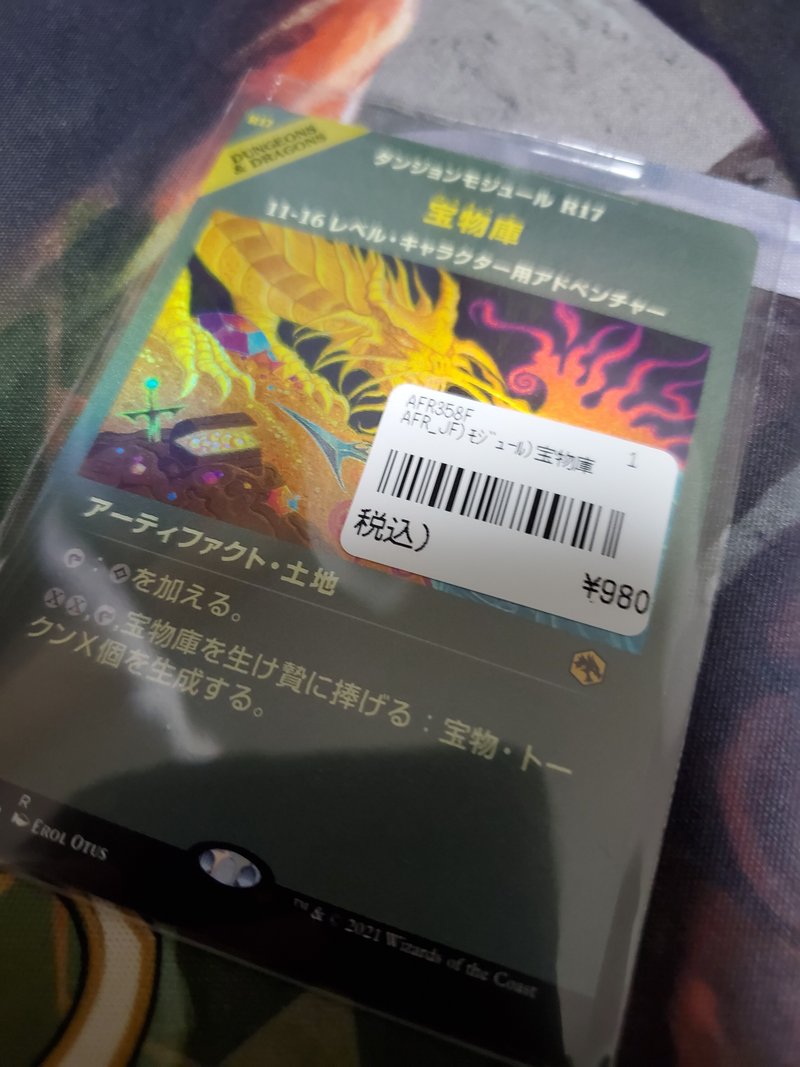 R17
DUNGEONS
& DRAGONS
ダンジョンモジュール R17
宝物庫
11-16 レベル・キャラクター用アドベンチャー
AFR358F
AFR_JF)ﾓｼﾞｭｰﾙ)宝物庫 1
税込)
¥980
アーティファクト・土地
:を加える。
XX,,宝物庫を生け贄に捧げる:宝物・トー
クンX個を生成する。
R
EROL OTUS
™ & © 2021 Wizards of the Coast